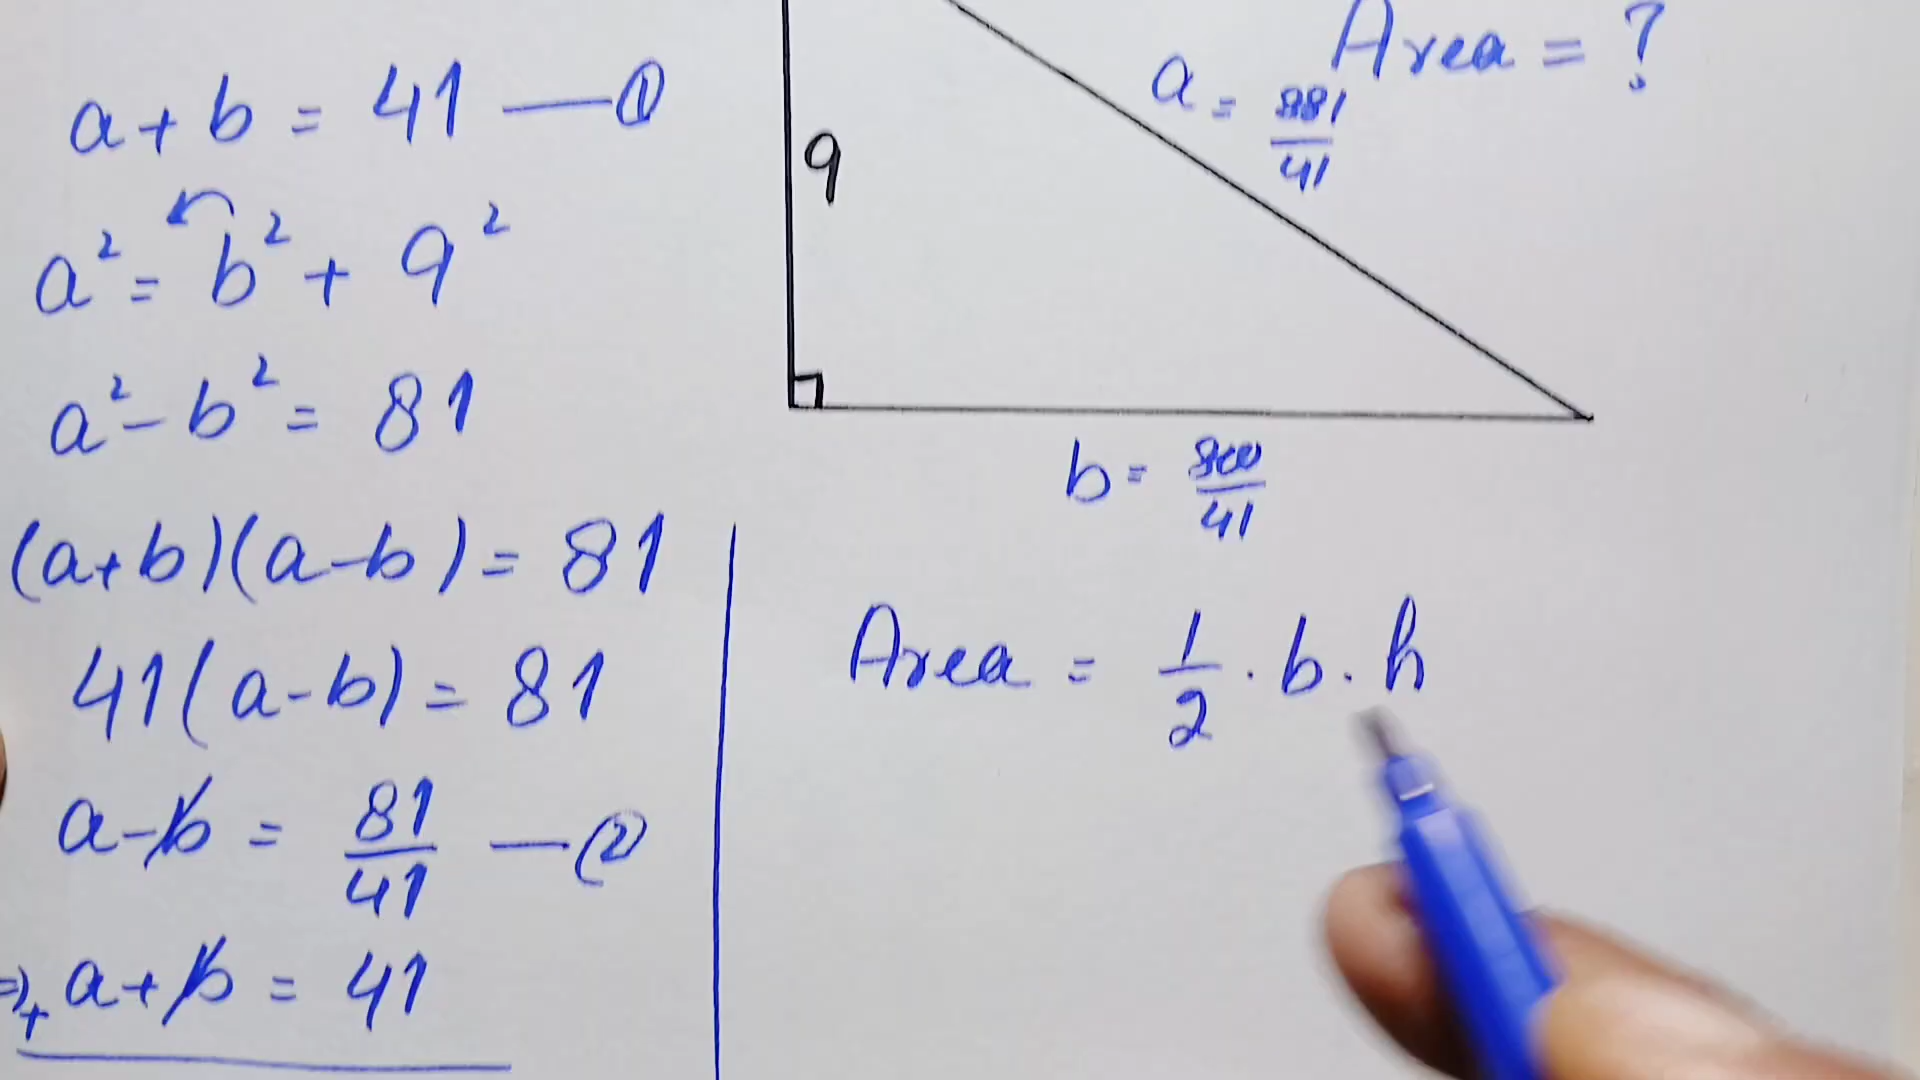 a + b = 41 — ①
a² = b² + 9²
a² - b² = 81
(a+b)(a-b) = 81
41(a-b) = 81
a - b = 81/41 — ②
⇒+ a + b = 41
Area = ?
a = 881/41
9
b = 800/41
Area = 1/2 · b · h